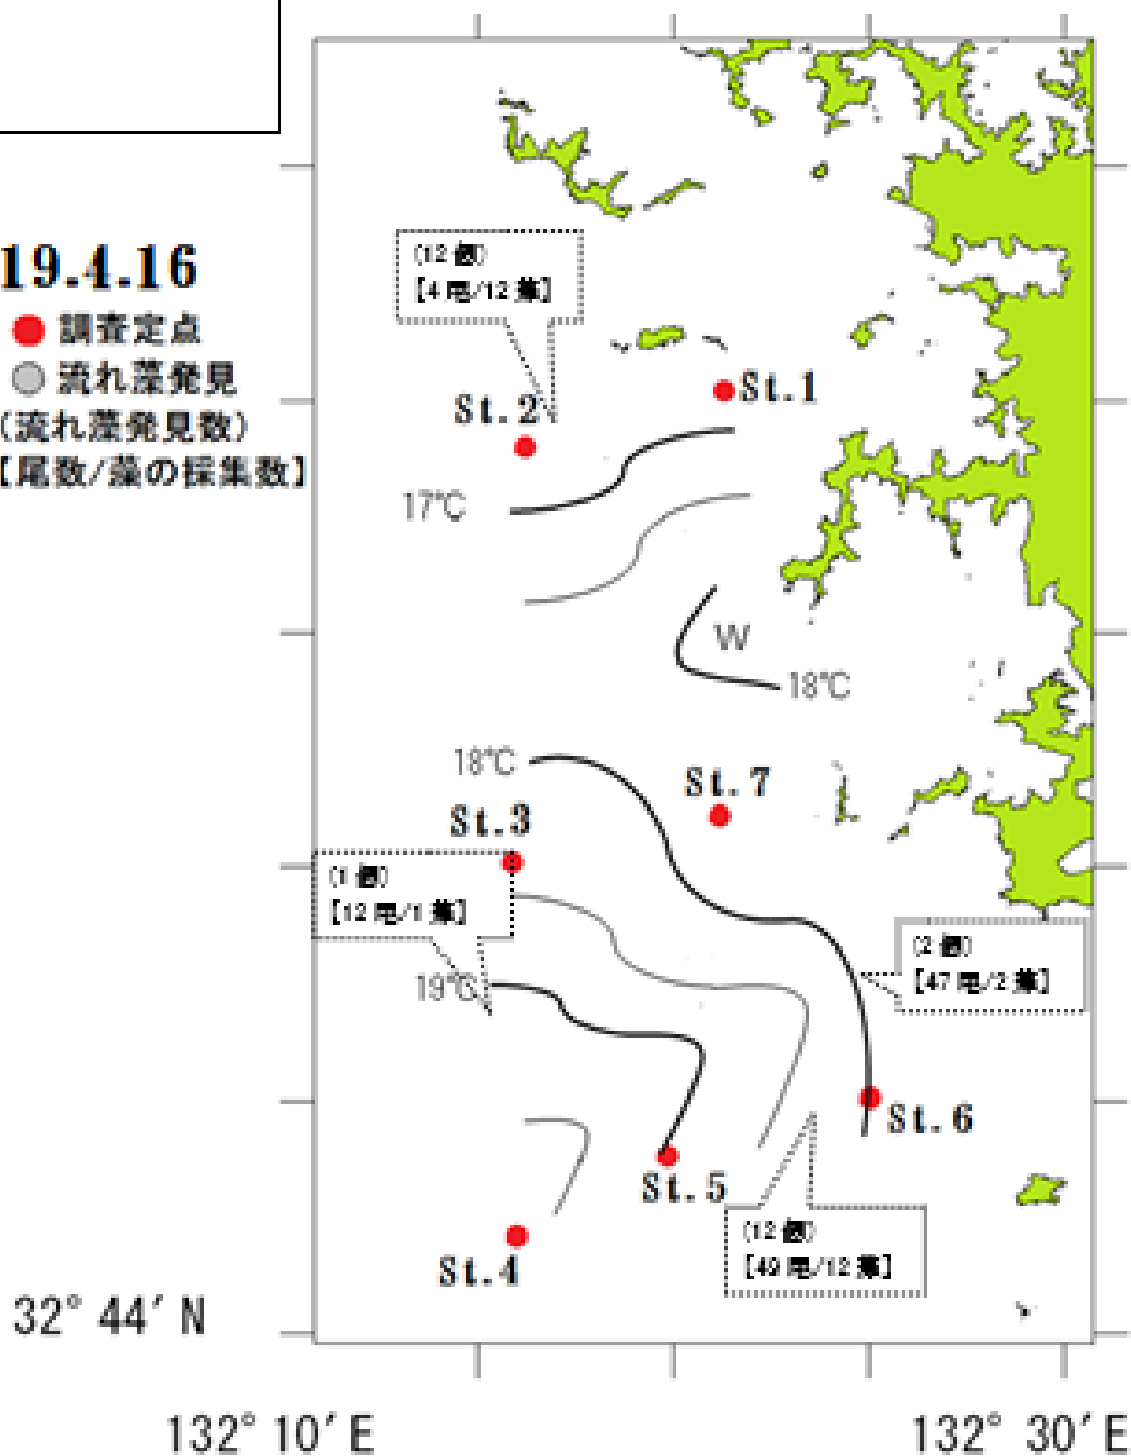 19.4.16
調査定点
流れ藻発見
(流れ藻発見数)
【尾数/藻の採集数】
(12個)
【4尾/12藻】
St.1
St.2
17℃
W
18℃
18℃
St.7
St.3
(1個)
【12尾/1藻】
19℃
(2個)
【47尾/2藻】
St.6
St.5
(12個)
【49尾/12藻】
St.4
32° 44′ N
132° 10′ E
132° 30′ E